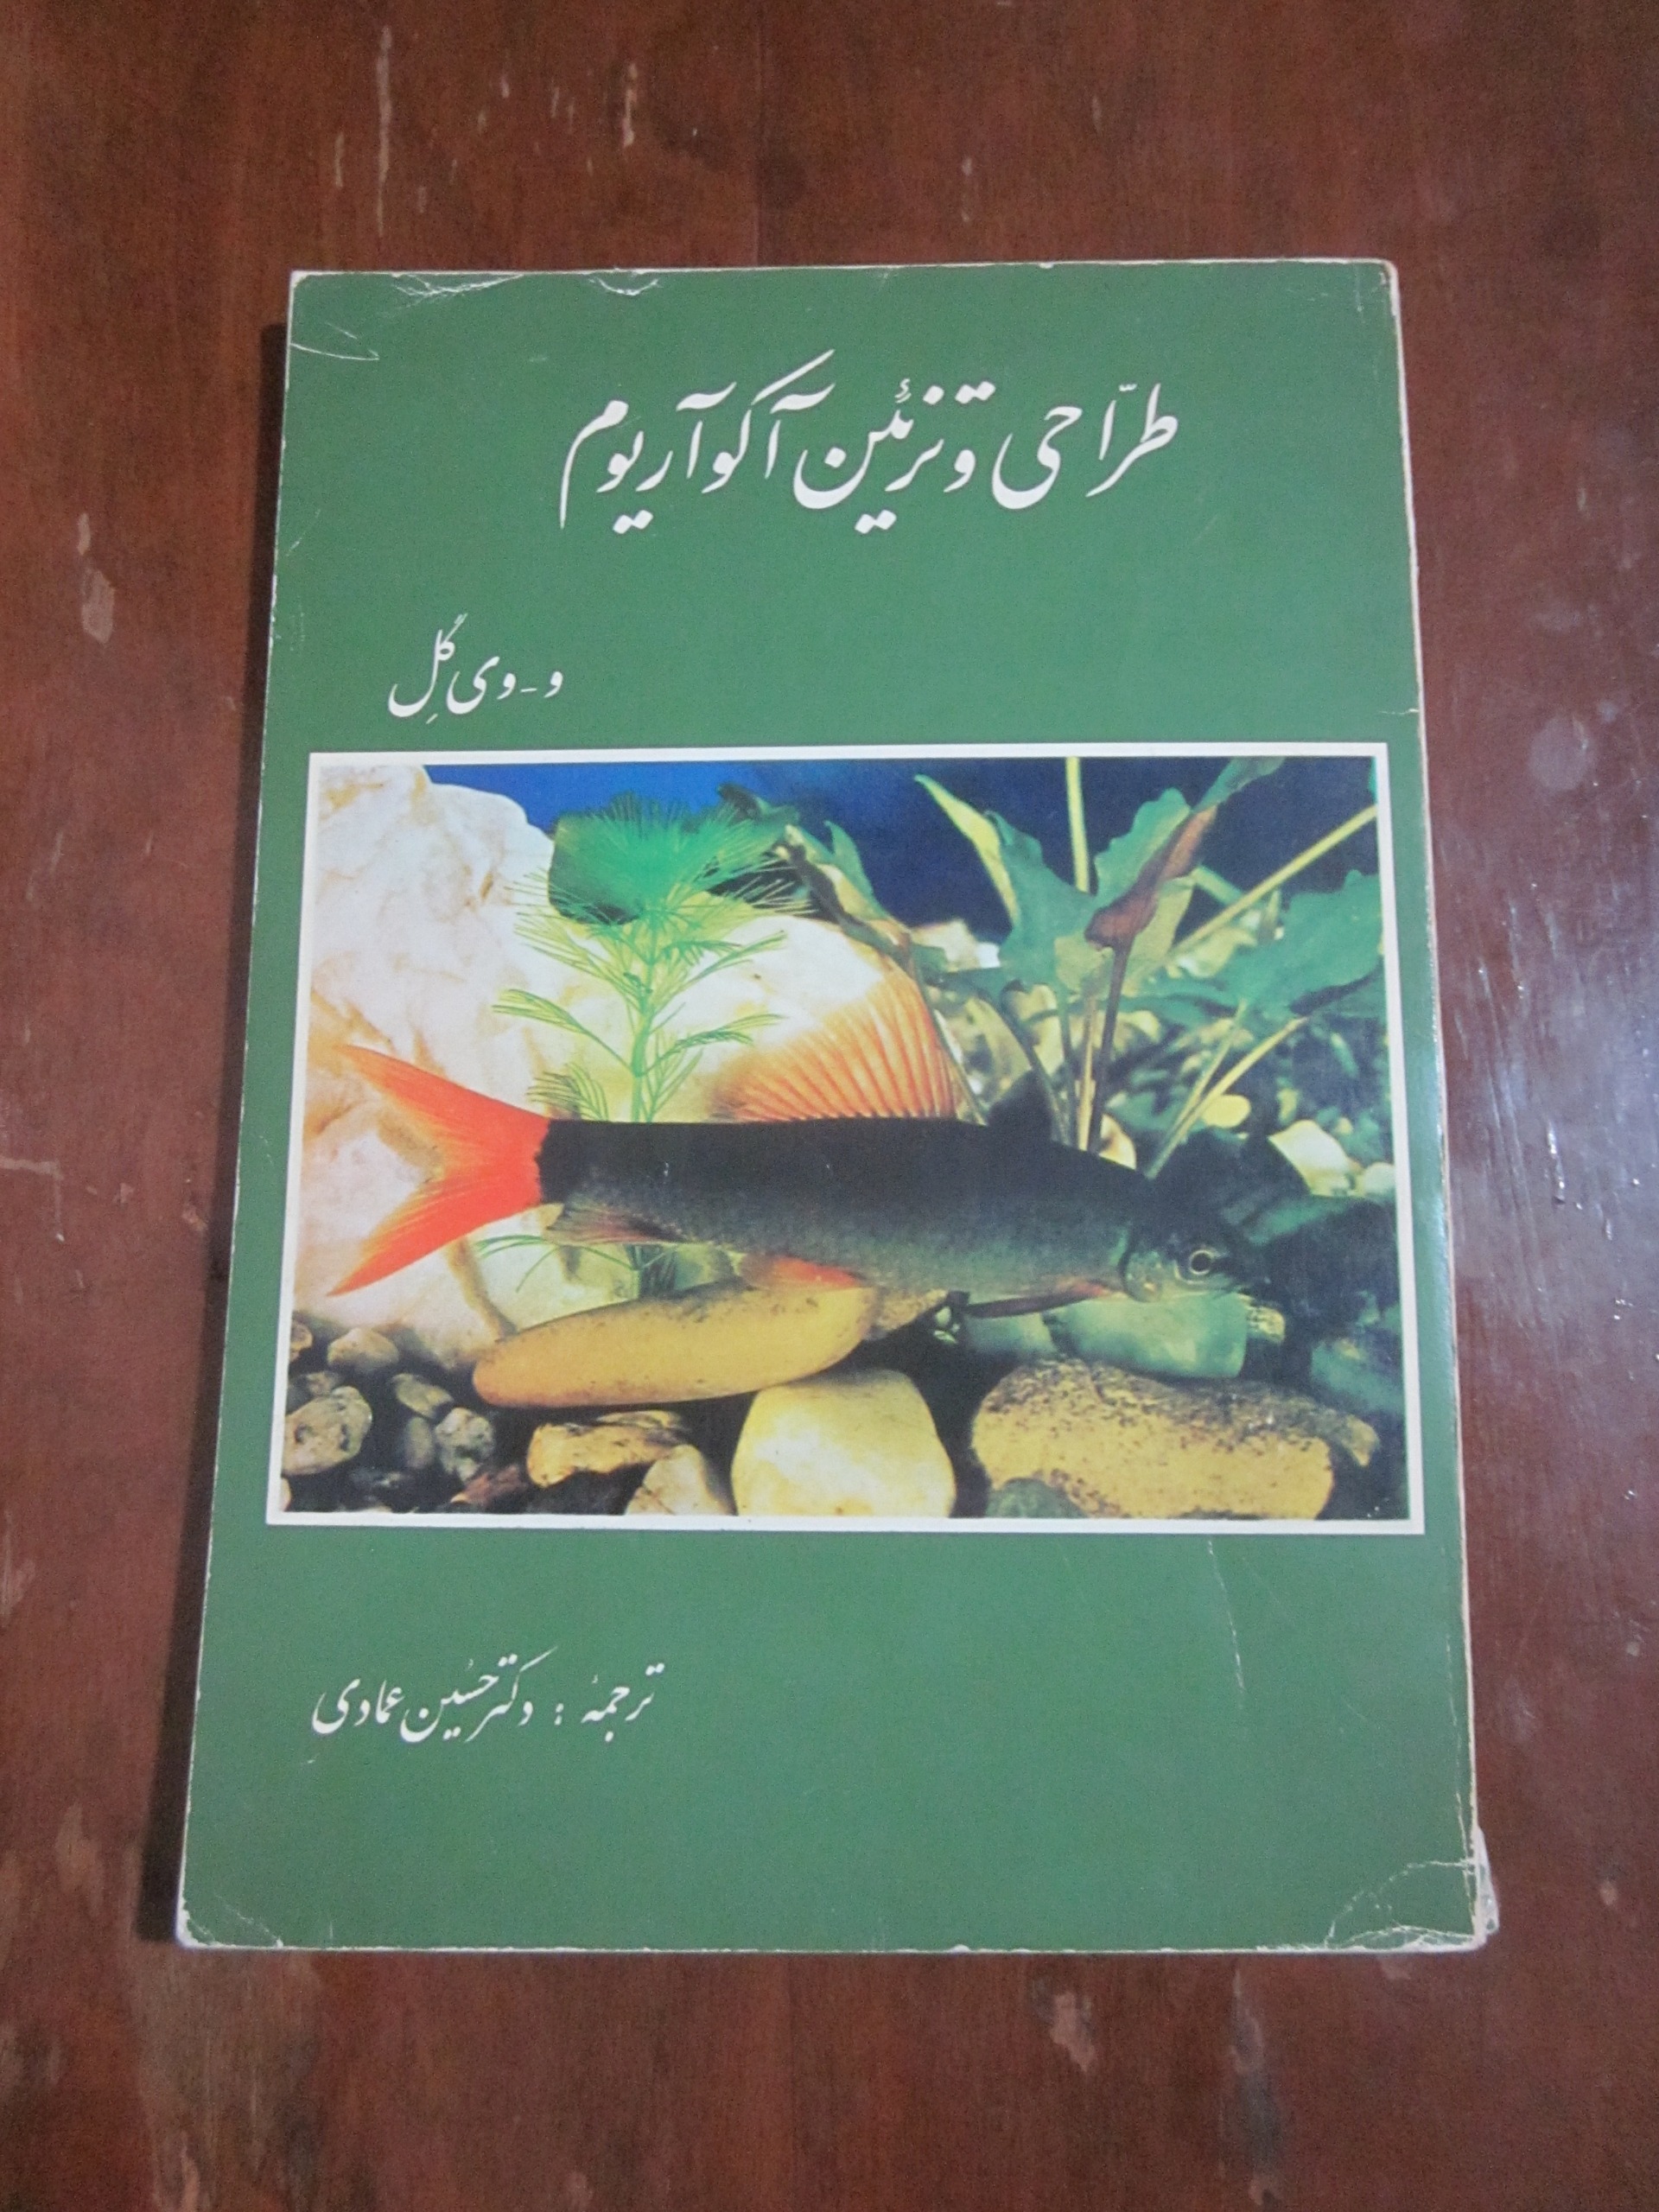 طرّاحی و تزئین آکوآریوم
و - وی گِل
ترجمهٔ : دکتر حسین عمادی